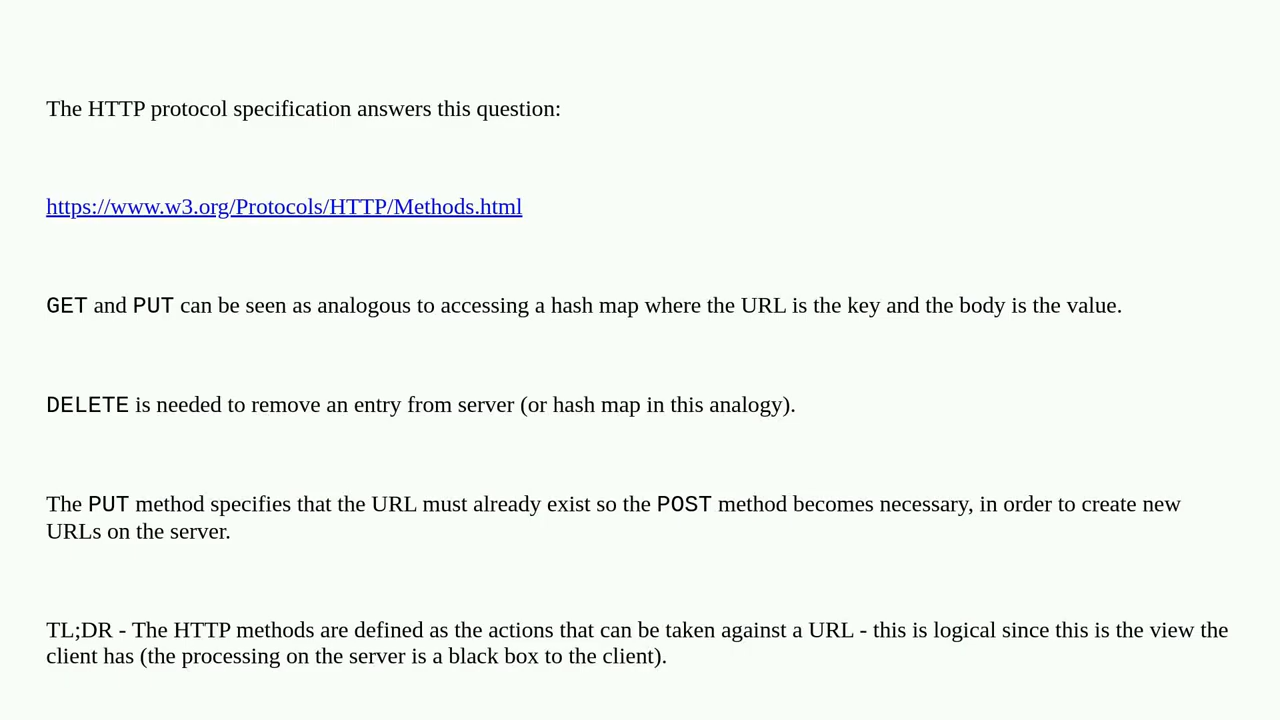 The HTTP protocol specification answers this question:
https://www.w3.org/Protocols/HTTP/Methods.html
GET and PUT can be seen as analogous to accessing a hash map where the URL is the key and the body is the value.
DELETE is needed to remove an entry from server (or hash map in this analogy).
The PUT method specifies that the URL must already exist so the POST method becomes necessary, in order to create new
URLs on the server.
TL;DR - The HTTP methods are defined as the actions that can be taken against a URL - this is logical since this is the view the
client has (the processing on the server is a black box to the client).